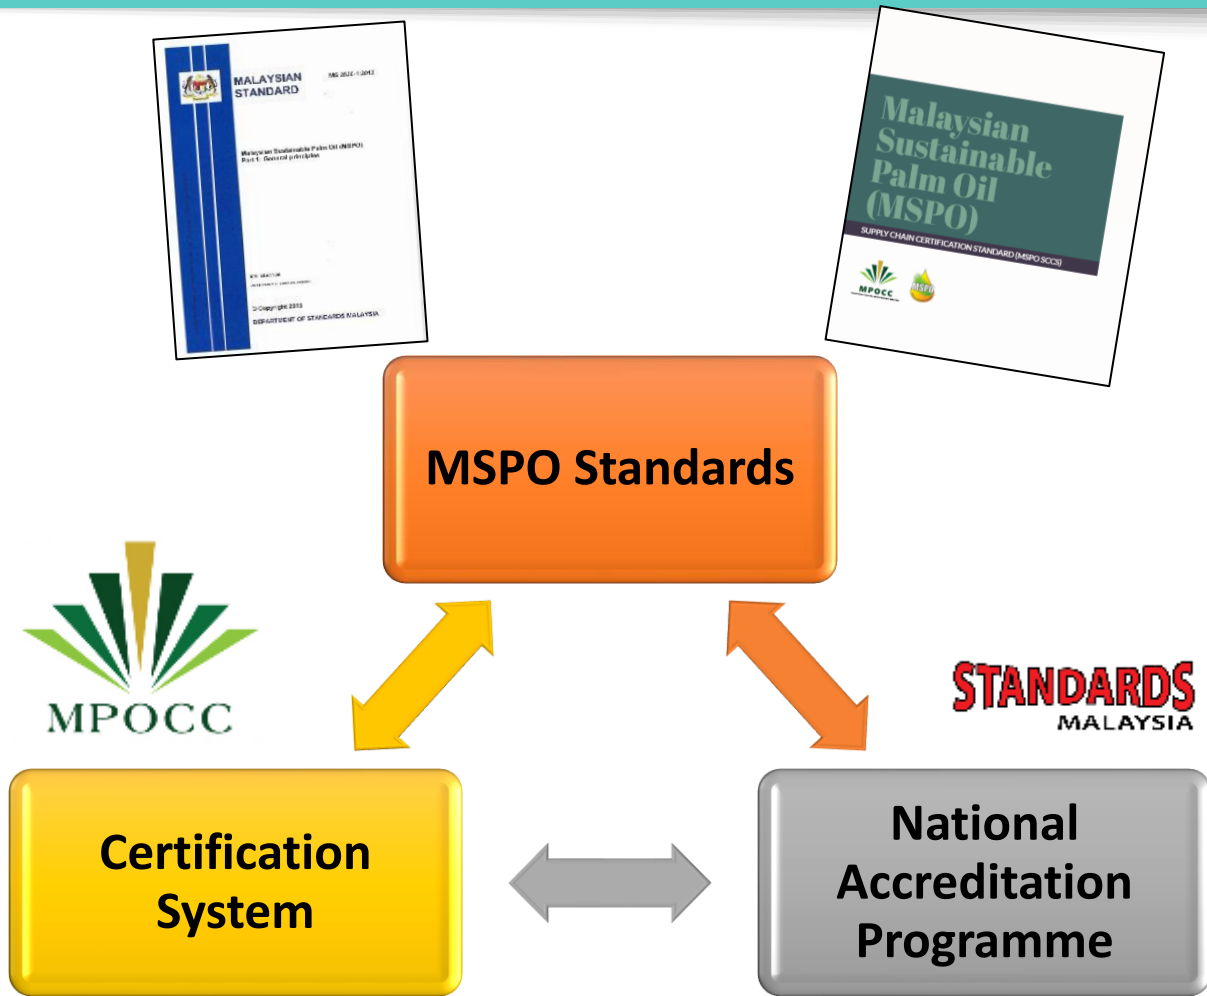 MALAYSIAN
STANDARD
Malaysian Sustainable Palm Oil (MSPO)
Part 1: General principles
© Copyright 2013
DEPARTMENT OF STANDARDS MALAYSIA
Malaysian
Sustainable
Palm Oil
(MSPO)
SUPPLY CHAIN CERTIFICATION STANDARD (MSPO SCCS)
MPOCC
MSPO
MSPO Standards
MPOCC
STANDARDS
MALAYSIA
Certification
System
National
Accreditation
Programme